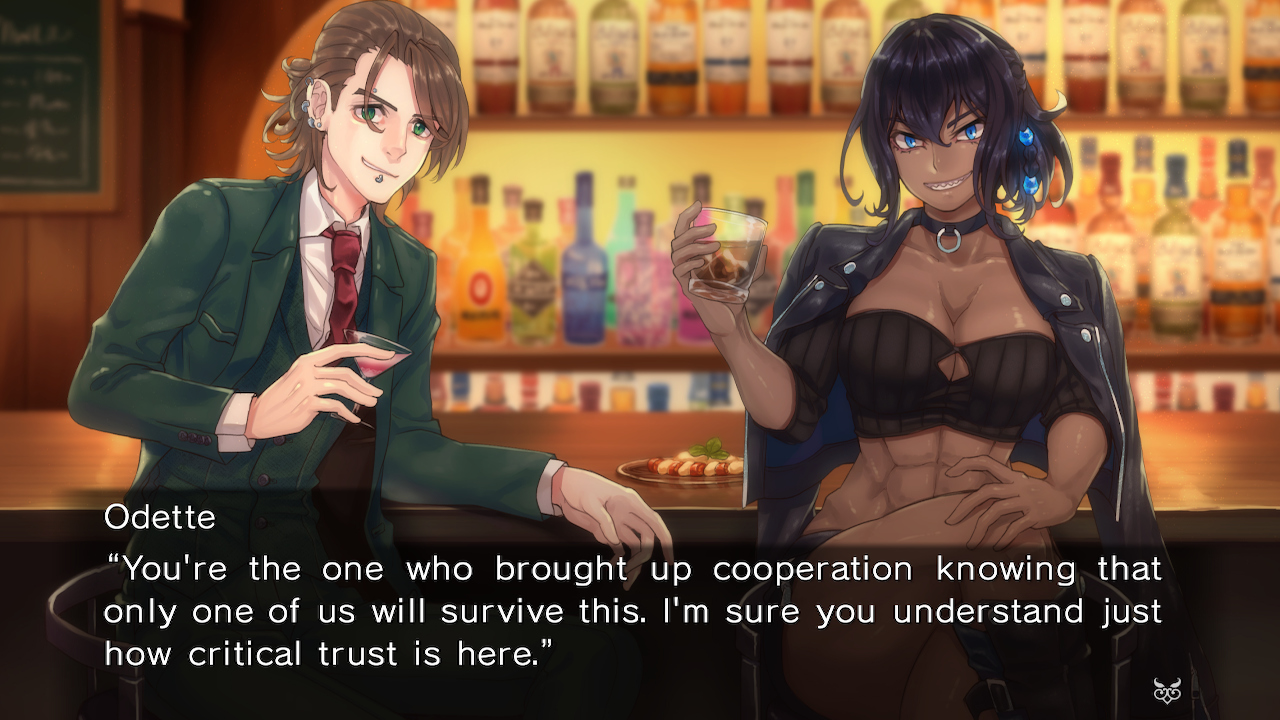 Odette
“You're the one who brought up cooperation knowing that
only one of us will survive this. I'm sure you understand just
how critical trust is here.”